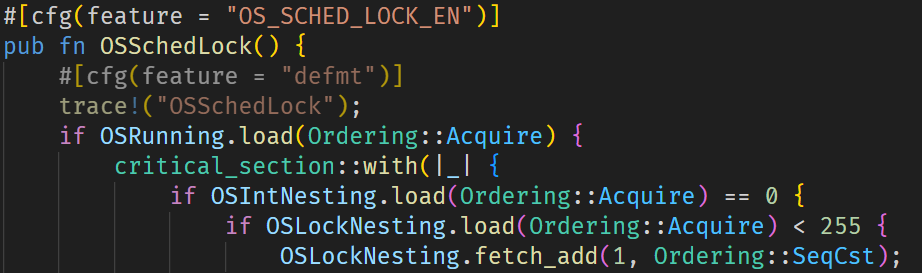 #[cfg(feature = "OS_SCHED_LOCK_EN")]
pub fn OSSchedLock() {
    #[cfg(feature = "defmt")]
    trace!("OSSchedLock");
    if OSRunning.load(Ordering::Acquire) {
        critical_section::with(|_| {
            if OSIntNesting.load(Ordering::Acquire) == 0 {
                if OSLockNesting.load(Ordering::Acquire) < 255 {
                    OSLockNesting.fetch_add(1, Ordering::SeqCst);